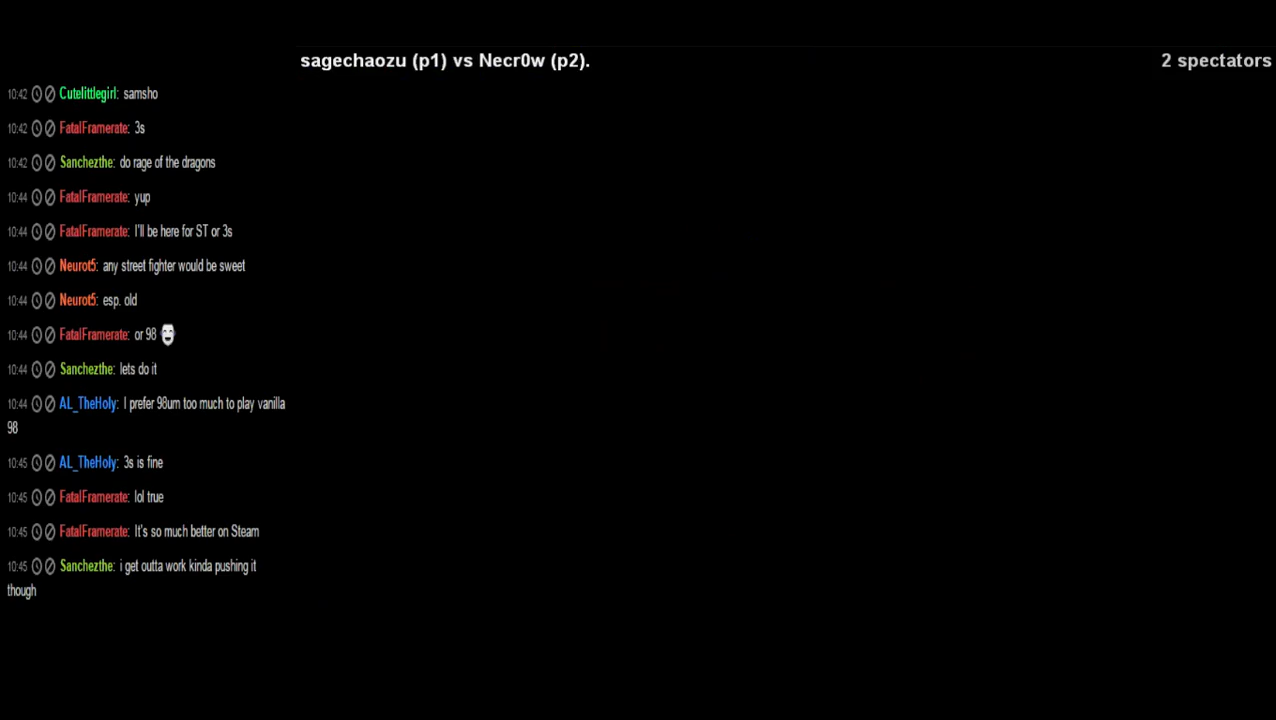 sagechaozu (p1) vs Necr0w (p2).
2 spectators
10:42 Cutelittlegirl: samsho
10:42 FatalFramerate: 3s
10:42 Sanchezthe: do rage of the dragons
10:44 FatalFramerate: yup
10:44 FatalFramerate: I'll be here for ST or 3s
10:44 Neurot5: any street fighter would be sweet
10:44 Neurot5: esp. old
10:44 FatalFramerate: or 98
10:44 Sanchezthe: lets do it
10:44 AL_TheHoly: I prefer 98um too much to play vanilla
98
10:45 AL_TheHoly: 3s is fine
10:45 FatalFramerate: lol true
10:45 FatalFramerate: It's so much better on Steam
10:45 Sanchezthe: i get outta work kinda pushing it
though